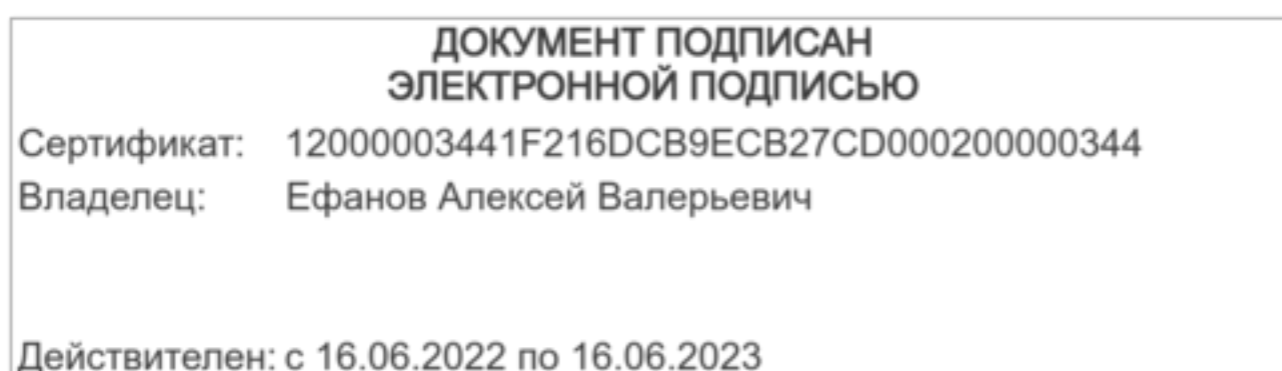 ДОКУМЕНТ ПОДПИСАН
ЭЛЕКТРОННОЙ ПОДПИСЬЮ
Сертификат: 12000003441F216DCB9ECB27CD000200000344
Владелец: Ефанов Алексей Валерьевич
Действителен: с 16.06.2022 по 16.06.2023